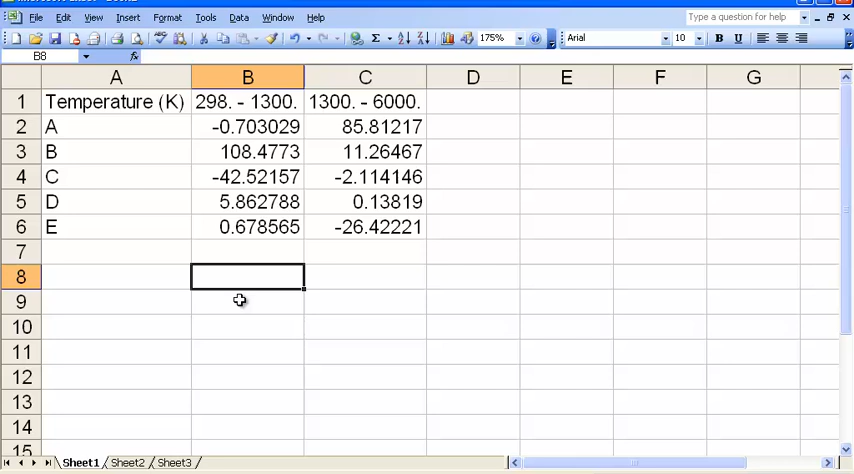 File Edit View Insert Format Tools Data Window Help Type a question for help
175% Arial 10 B U
B8 fx
A B C D E F G
1 Temperature (K) 298. - 1300. 1300. - 6000.
2 A -0.703029 85.81217
3 B 108.4773 11.26467
4 C -42.52157 -2.114146
5 D 5.862788 0.13819
6 E 0.678565 -26.42221
7
8
9
10
11
12
13
14
15
Sheet1 Sheet2 Sheet3